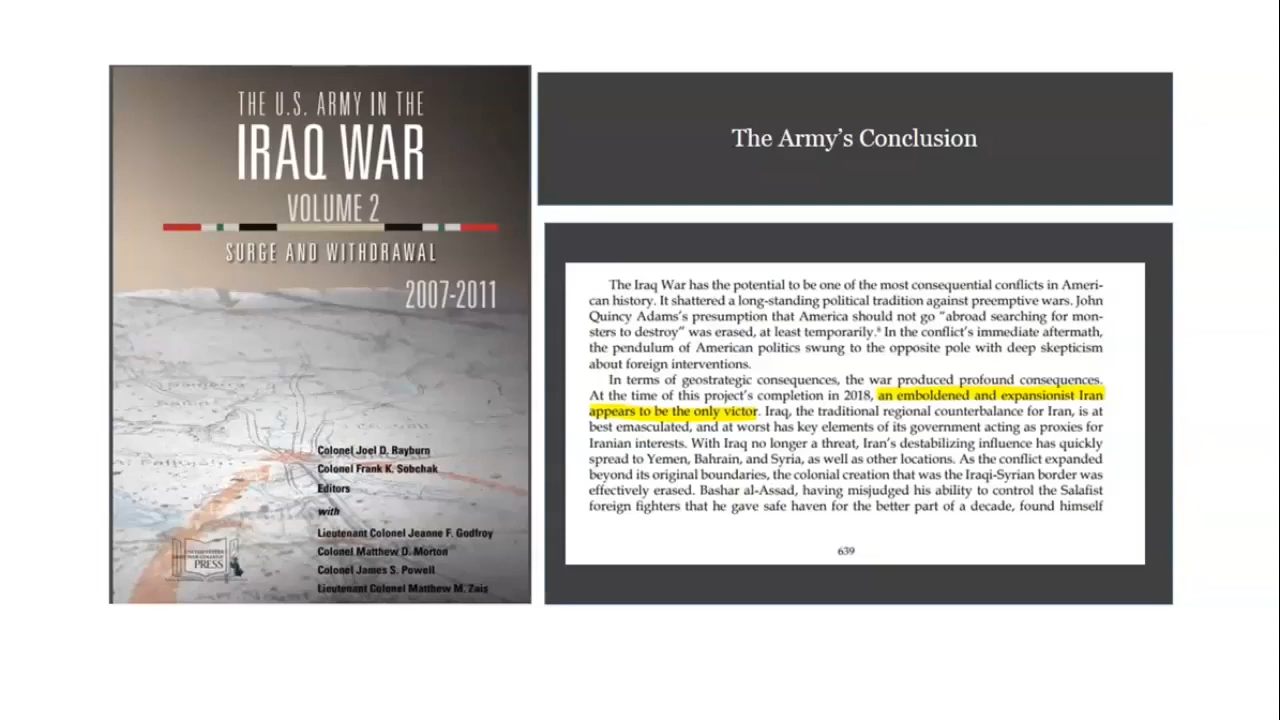 THE U.S. ARMY IN THE
IRAQ WAR
VOLUME 2
SURGE AND WITHDRAWAL
2007-2011
Colonel Joel D. Rayburn
Colonel Frank K. Sobchak
Editors
with
Lieutenant Colonel Jeanne F. Godfroy
Colonel Matthew D. Morton
Colonel James S. Powell
Lieutenant Colonel Matthew M. Zais
PRESS
The Army's Conclusion
The Iraq War has the potential to be one of the most consequential conflicts in Ameri-
can history. It shattered a long-standing political tradition against preemptive wars. John
Quincy Adams's presumption that America should not go "abroad searching for mon-
sters to destroy" was erased, at least temporarily.⁸ In the conflict's immediate aftermath,
the pendulum of American politics swung to the opposite pole with deep skepticism
about foreign interventions.
In terms of geostrategic consequences, the war produced profound consequences.
At the time of this project's completion in 2018, an emboldened and expansionist Iran
appears to be the only victor. Iraq, the traditional regional counterbalance for Iran, is at
best emasculated, and at worst has key elements of its government acting as proxies for
Iranian interests. With Iraq no longer a threat, Iran's destabilizing influence has quickly
spread to Yemen, Bahrain, and Syria, as well as other locations. As the conflict expanded
beyond its original boundaries, the colonial creation that was the Iraqi-Syrian border was
effectively erased. Bashar al-Assad, having misjudged his ability to control the Salafist
foreign fighters that he gave safe haven for the better part of a decade, found himself
639